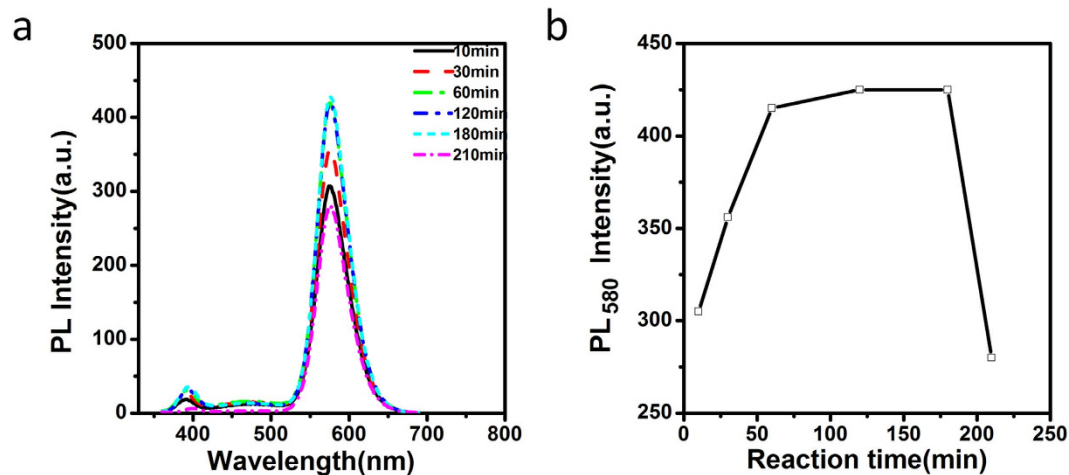 a
500
400
300
200
100
0
PL Intensity(a.u.)
10min
30min
60min
120min
180min
210min
400 500 600 700 800
Wavelength(nm)
b
450
400
350
300
250
PL580 Intensity(a.u.)
0 50 100 150 200 250
Reaction time(min)